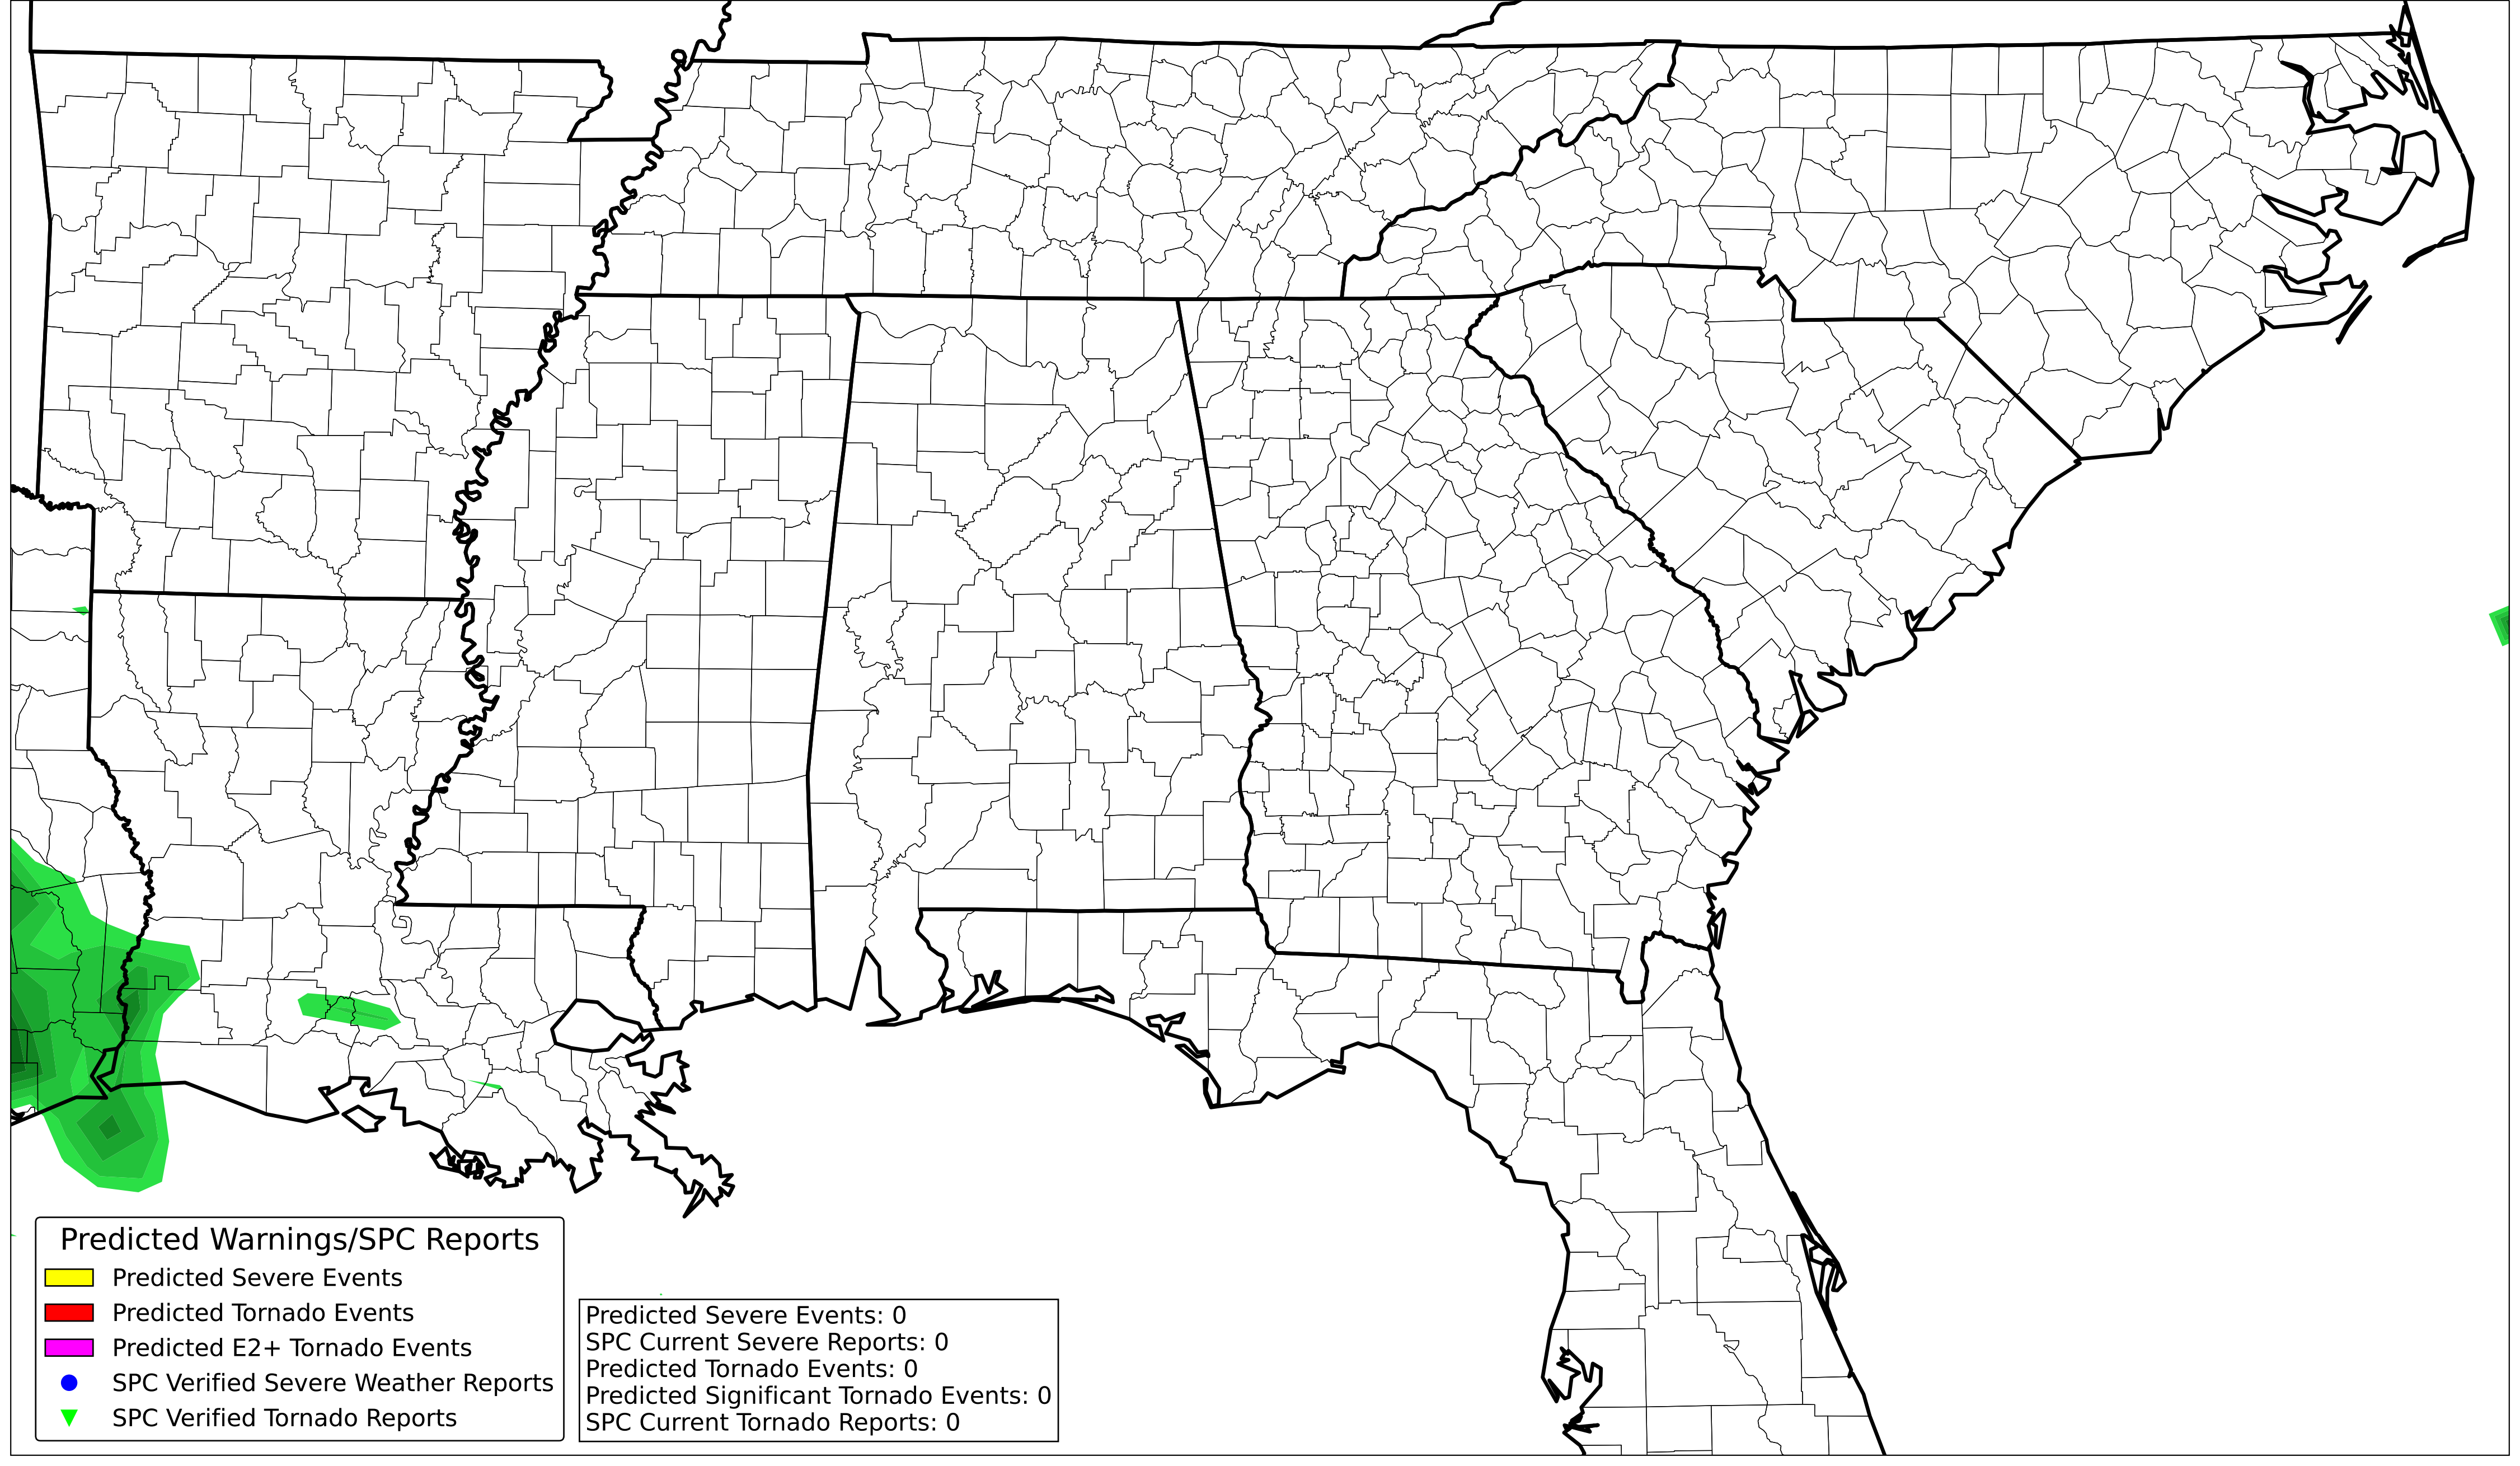 Predicted Warnings/SPC Reports
Predicted Severe Events
Predicted Tornado Events
Predicted E2+ Tornado Events
SPC Verified Severe Weather Reports
SPC Verified Tornado Reports
Predicted Severe Events: 0
SPC Current Severe Reports: 0
Predicted Tornado Events: 0
Predicted Significant Tornado Events: 0
SPC Current Tornado Reports: 0